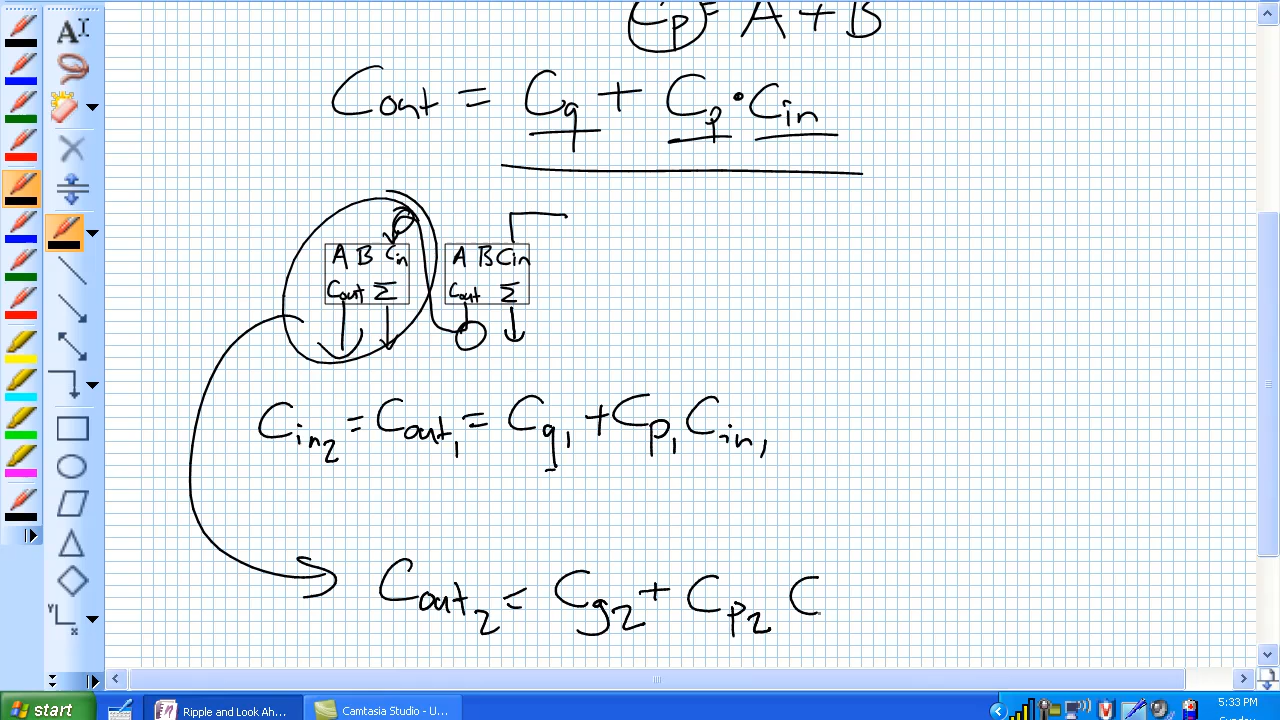 Cp = A + B
Cout = Cg + Cp • Cin
A B Cin A B Cin
Cout Σ Cout Σ
Cin2 = Cout1 = Cg1 + Cp1 Cin1
Cout2 = Cg2 + Cp2 C
A
start Ripple and Look Ah... Camtasia Studio - U... 5:33 PM
Sunday